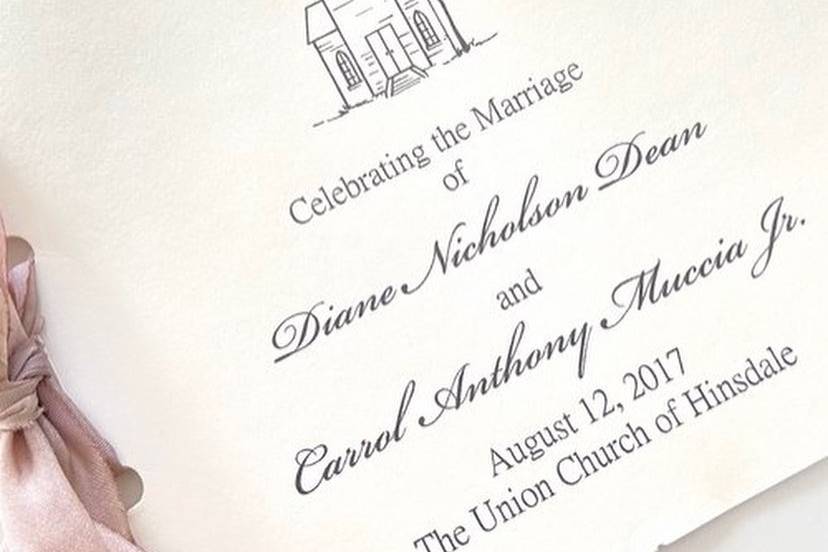 Celebrating the Marriage
of
Diane Nicholson Dean
and
Carrol Anthony Muccia Jr.
August 12, 2017
The Union Church of Hinsdale